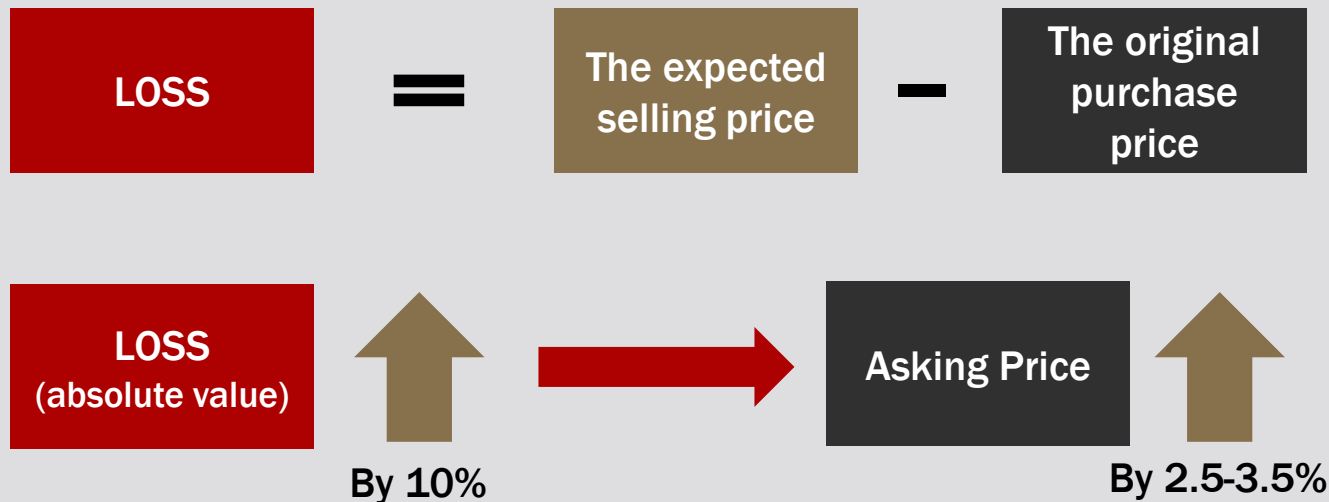 LOSS
=
The expected
selling price
-
The original
purchase
price
LOSS
(absolute value)
By 10%
Asking Price
By 2.5-3.5%